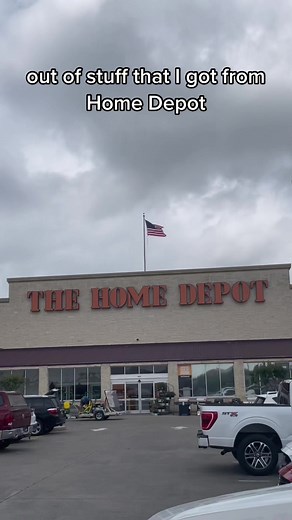 out of stuff that I got from
Home Depot
THE HOME DEPOT